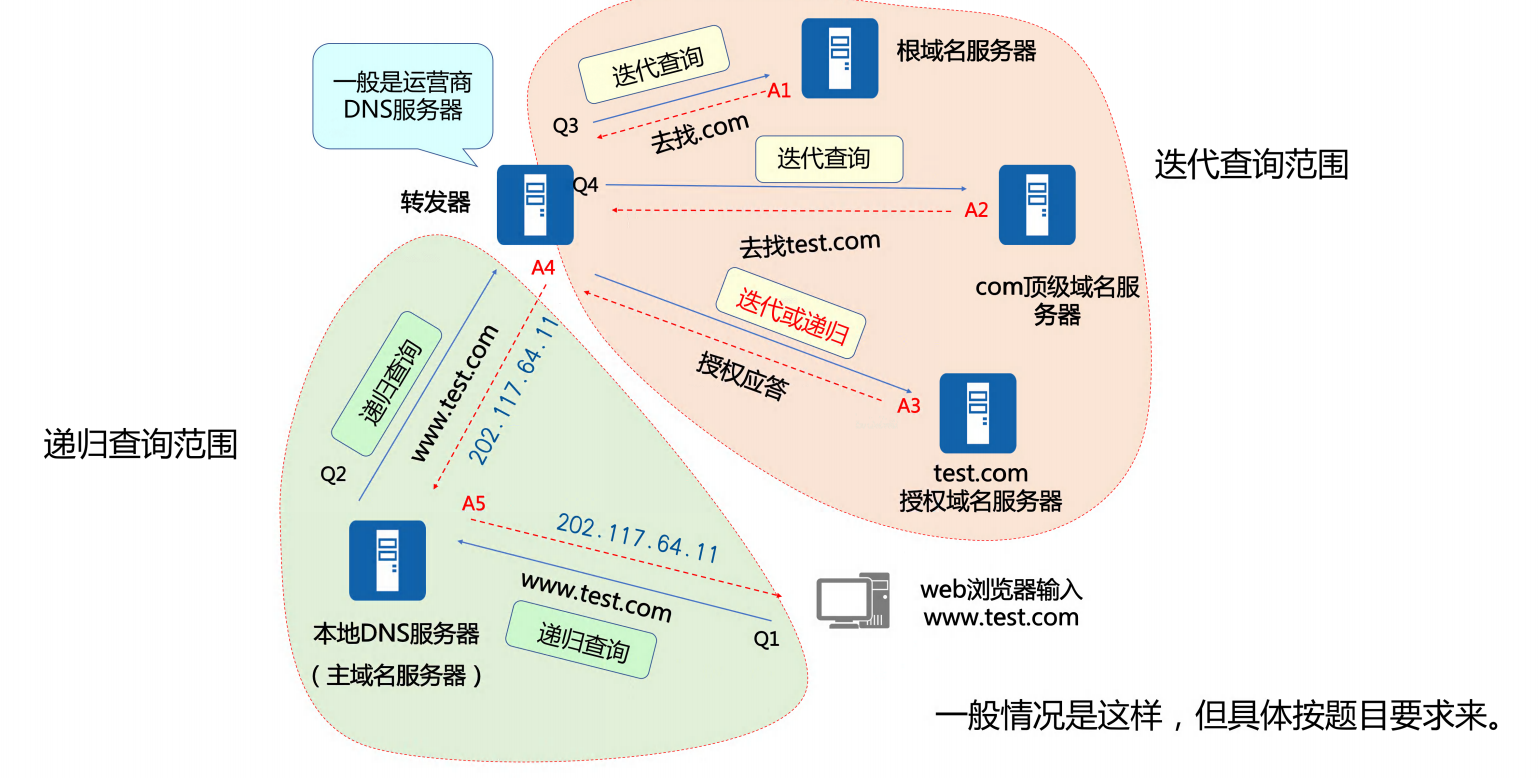 一般是运营商
DNS服务器
迭代查询
根域名服务器
A1
Q3
去找.com
迭代查询
迭代查询范围
转发器
Q4
A2
去找test.com
A4
迭代或递归
com顶级域名服
务器
授权应答
A3
test.com
授权域名服务器
递归查询范围
递归查询
www.test.com
202.117.64.11
Q2
A5
202.117.64.11
www.test.com
递归查询
Q1
本地DNS服务器
（主域名服务器）
web浏览器输入
www.test.com
一般情况是这样，但具体按题目要求来。